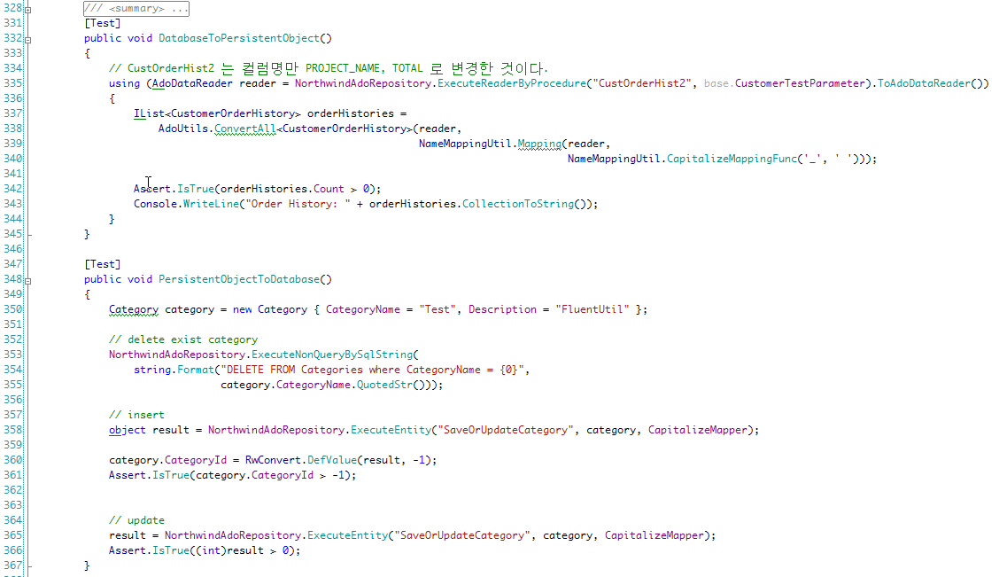 328 /// <summary> ...
331 [Test]
332 public void DatabaseToPersistentObject()
333 {
334 // CustOrderHist2 는 컬럼명만 PROJECT_NAME, TOTAL 로 변경한 것이다.
335 using (AdoDataReader reader = NorthwindAdoRepository.ExecuteReaderByProcedure("CustOrderHist2", base.CustomerTestParameter).ToAdoDataReader())
336 {
337 IList<CustomerOrderHistory> orderHistories =
338 AdoUtils.ConvertAll<CustomerOrderHistory>(reader,
339 NameMappingUtil.Mapping(reader,
340 NameMappingUtil.CapitalizeMappingFunc('_', ' ')));
341
342 Assert.IsTrue(orderHistories.Count > 0);
343 Console.WriteLine("Order History: " + orderHistories.CollectionToString());
344 }
345 }
346
347 [Test]
348 public void PersistentObjectToDatabase()
349 {
350 Category category = new Category { CategoryName = "Test", Description = "FluentUtil" };
351
352 // delete exist category
353 NorthwindAdoRepository.ExecuteNonQueryBySqlString(
354 string.Format("DELETE FROM Categories where CategoryName = {0}",
355 category.CategoryName.QuotedStr()));
356
357 // insert
358 object result = NorthwindAdoRepository.ExecuteEntity("SaveOrUpdateCategory", category, CapitalizeMapper);
359
360 category.CategoryId = RwConvert.DefValue(result, -1);
361 Assert.IsTrue(category.CategoryId > -1);
362
363
364 // update
365 result = NorthwindAdoRepository.ExecuteEntity("SaveOrUpdateCategory", category, CapitalizeMapper);
366 Assert.IsTrue((int)result > 0);
367 }